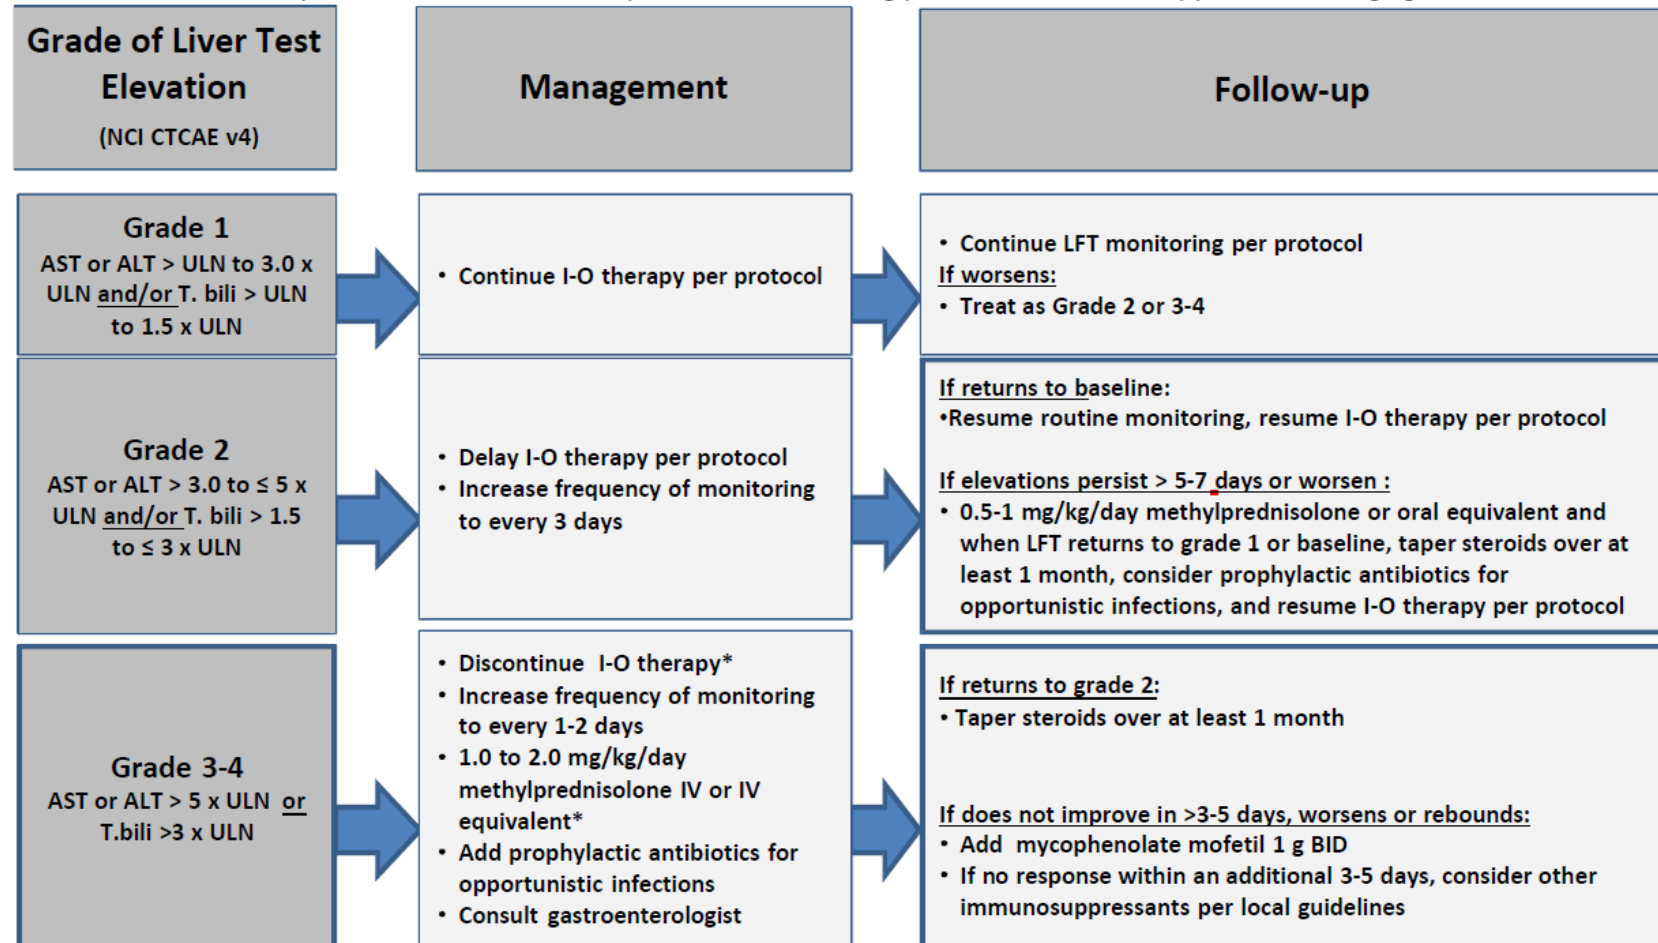 Grade of Liver Test
Elevation
(NCI CTCAE v4)
Management
Follow-up
Grade 1
AST or ALT > ULN to 3.0 x
ULN and/or T. bili > ULN
to 1.5 x ULN
• Continue I-O therapy per protocol
• Continue LFT monitoring per protocol
If worsens:
• Treat as Grade 2 or 3-4
Grade 2
AST or ALT > 3.0 to ≤ 5 x
ULN and/or T. bili > 1.5
to ≤ 3 x ULN
• Delay I-O therapy per protocol
• Increase frequency of monitoring
to every 3 days
If returns to baseline:
•Resume routine monitoring, resume I-O therapy per protocol
If elevations persist > 5-7 days or worsen :
• 0.5-1 mg/kg/day methylprednisolone or oral equivalent and
when LFT returns to grade 1 or baseline, taper steroids over at
least 1 month, consider prophylactic antibiotics for
opportunistic infections, and resume I-O therapy per protocol
Grade 3-4
AST or ALT > 5 x ULN or
T.bili >3 x ULN
• Discontinue I-O therapy*
• Increase frequency of monitoring
to every 1-2 days
• 1.0 to 2.0 mg/kg/day
methylprednisolone IV or IV
equivalent*
• Add prophylactic antibiotics for
opportunistic infections
• Consult gastroenterologist
If returns to grade 2:
• Taper steroids over at least 1 month
If does not improve in >3-5 days, worsens or rebounds:
• Add mycophenolate mofetil 1 g BID
• If no response within an additional 3-5 days, consider other
immunosuppressants per local guidelines